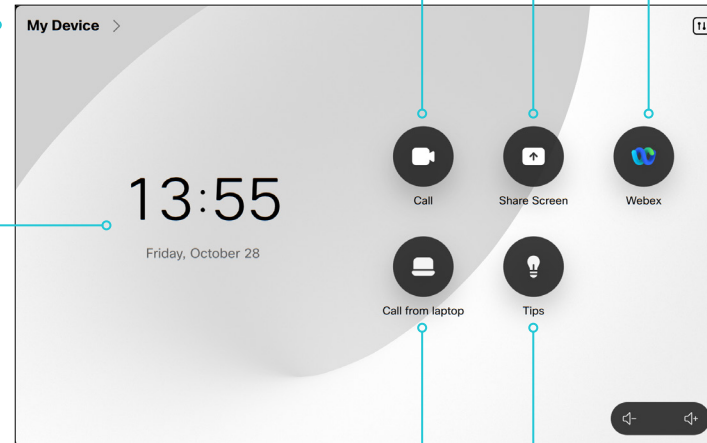 My Device
13:55
Friday, October 28
Call
Share Screen
Webex
Call from laptop
Tips